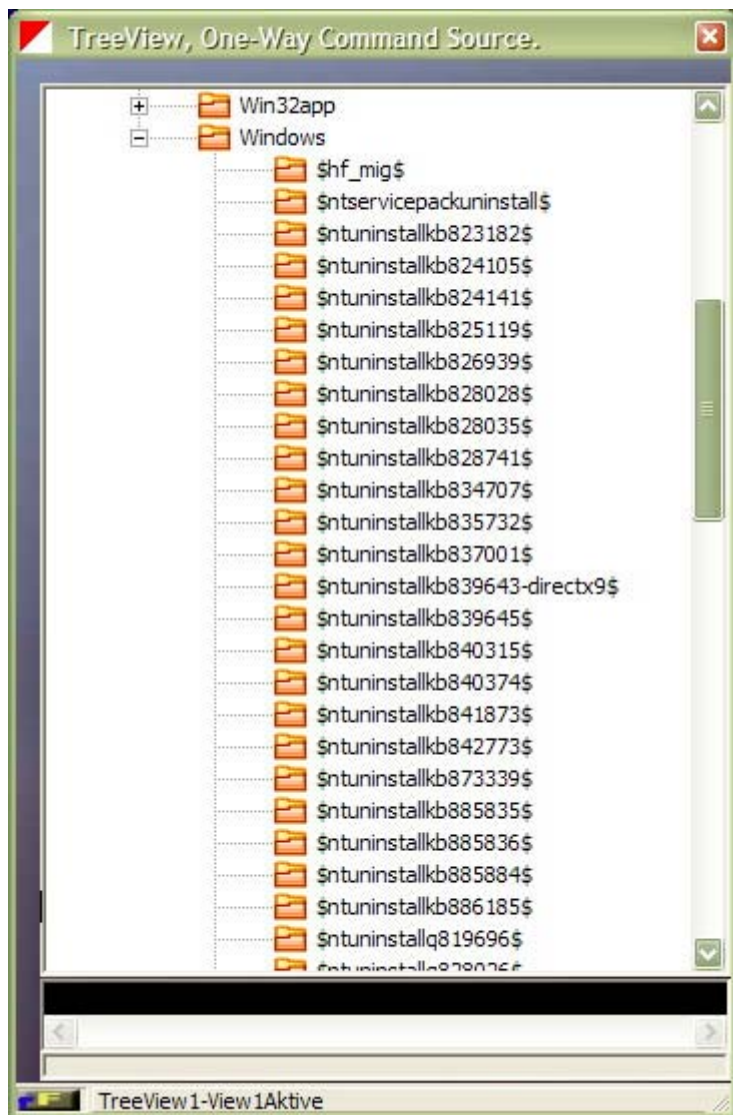 TreeView, One-Way Command Source.
Win32app
Windows
$hf_mig$
$ntservicepackuninstall$
$ntuninstallkb823182$
$ntuninstallkb824105$
$ntuninstallkb824141$
$ntuninstallkb825119$
$ntuninstallkb826939$
$ntuninstallkb828028$
$ntuninstallkb828035$
$ntuninstallkb828741$
$ntuninstallkb834707$
$ntuninstallkb835732$
$ntuninstallkb837001$
$ntuninstallkb839643-directx9$
$ntuninstallkb839645$
$ntuninstallkb840315$
$ntuninstallkb840374$
$ntuninstallkb841873$
$ntuninstallkb842773$
$ntuninstallkb873339$
$ntuninstallkb885835$
$ntuninstallkb885836$
$ntuninstallkb885884$
$ntuninstallkb886185$
$ntuninstallq819696$
TreeView1-View1Aktive